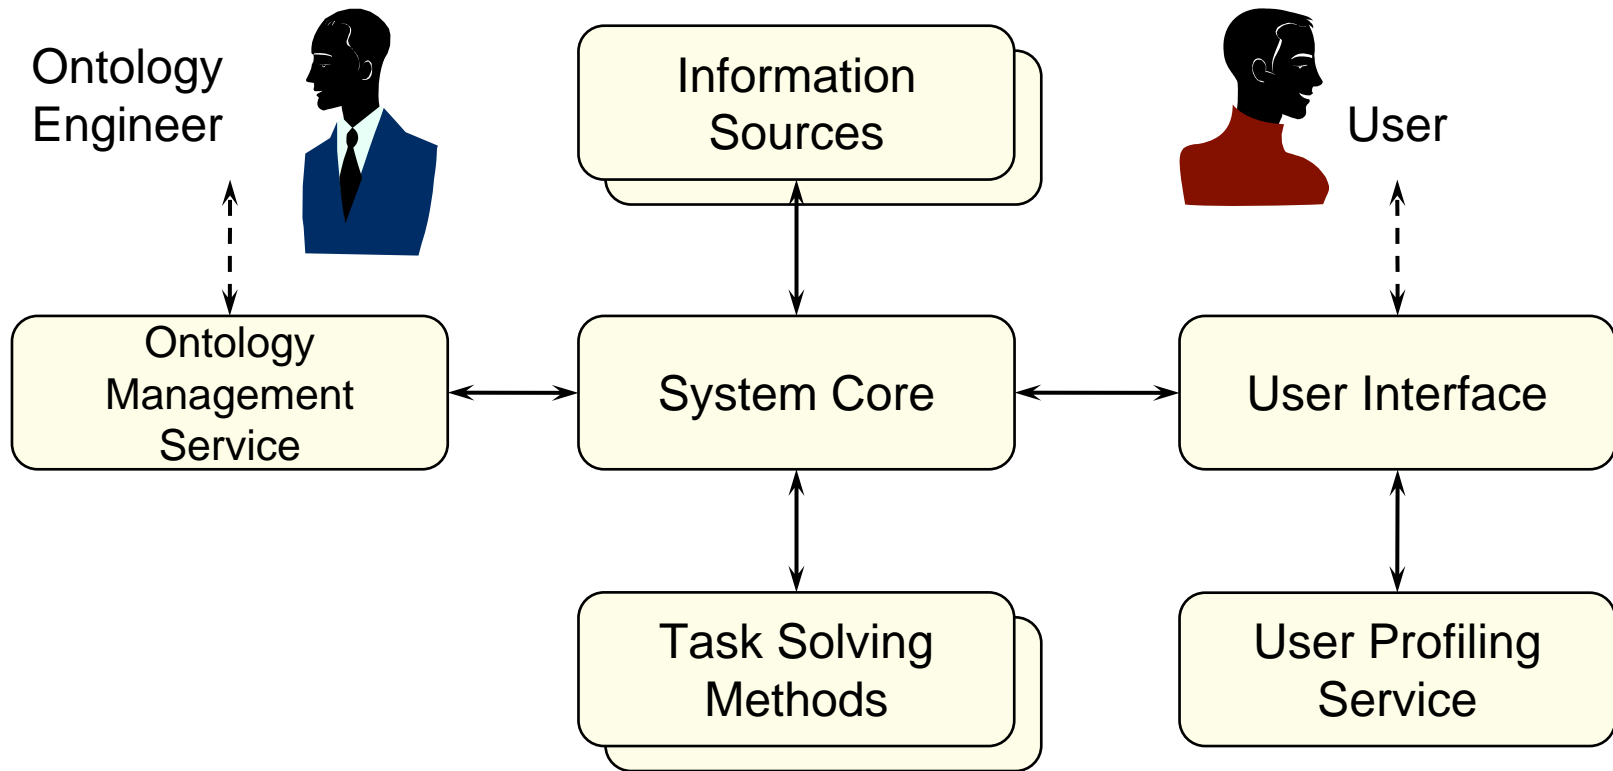 Ontology
Engineer
Information
Sources
User
Ontology
Management
Service
System Core
User Interface
Task Solving
Methods
User Profiling
Service